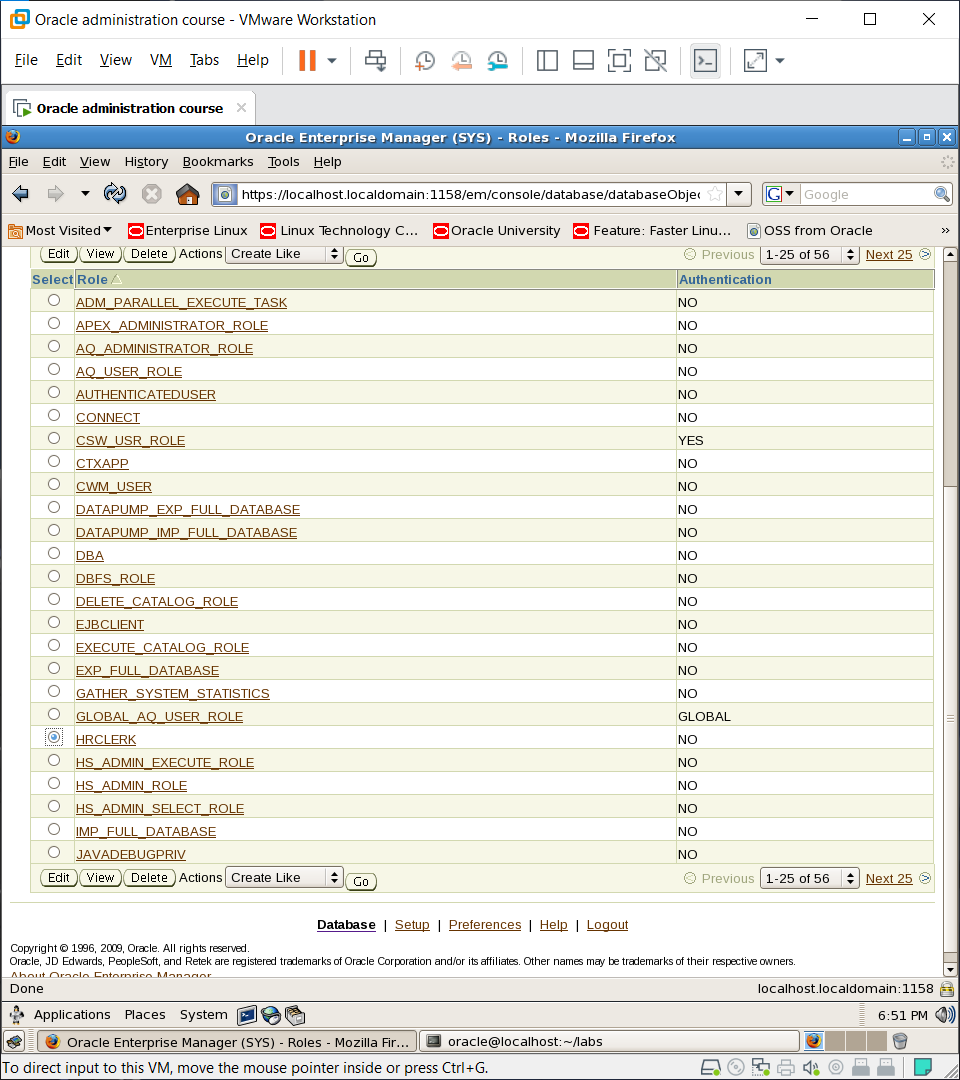 Oracle administration course - VMware Workstation
File Edit View VM Tabs Help
Oracle administration course
Oracle Enterprise Manager (SYS) - Roles - Mozilla Firefox
File Edit View History Bookmarks Tools Help
https://localhost.localdomain:1158/em/console/database/databaseObjec
G Google
Most Visited Enterprise Linux Linux Technology C... Oracle University Feature: Faster Linu... OSS from Oracle »
Edit View Delete Actions Create Like Go Previous 1-25 of 56 Next 25
Select Role Authentication
ADM_PARALLEL_EXECUTE_TASK NO
APEX_ADMINISTRATOR_ROLE NO
AQ_ADMINISTRATOR_ROLE NO
AQ_USER_ROLE NO
AUTHENTICATEDUSER NO
CONNECT NO
CSW_USR_ROLE YES
CTXAPP NO
CWM_USER NO
DATAPUMP_EXP_FULL_DATABASE NO
DATAPUMP_IMP_FULL_DATABASE NO
DBA NO
DBFS_ROLE NO
DELETE_CATALOG_ROLE NO
EJBCLIENT NO
EXECUTE_CATALOG_ROLE NO
EXP_FULL_DATABASE NO
GATHER_SYSTEM_STATISTICS NO
GLOBAL_AQ_USER_ROLE GLOBAL
HRCLERK NO
HS_ADMIN_EXECUTE_ROLE NO
HS_ADMIN_ROLE NO
HS_ADMIN_SELECT_ROLE NO
IMP_FULL_DATABASE NO
JAVADEBUGPRIV NO
Edit View Delete Actions Create Like Go Previous 1-25 of 56 Next 25
Database | Setup | Preferences | Help | Logout
Copyright © 1996, 2009, Oracle. All rights reserved.
Oracle, JD Edwards, PeopleSoft, and Retek are registered trademarks of Oracle Corporation and/or its affiliates. Other names may be trademarks of their respective owners.
About Oracle Enterprise Manager
Done localhost.localdomain:1158
Applications Places System 6:51 PM
Oracle Enterprise Manager (SYS) - Roles - Mozilla Fir... oracle@localhost:~/labs
To direct input to this VM, move the mouse pointer inside or press Ctrl+G.